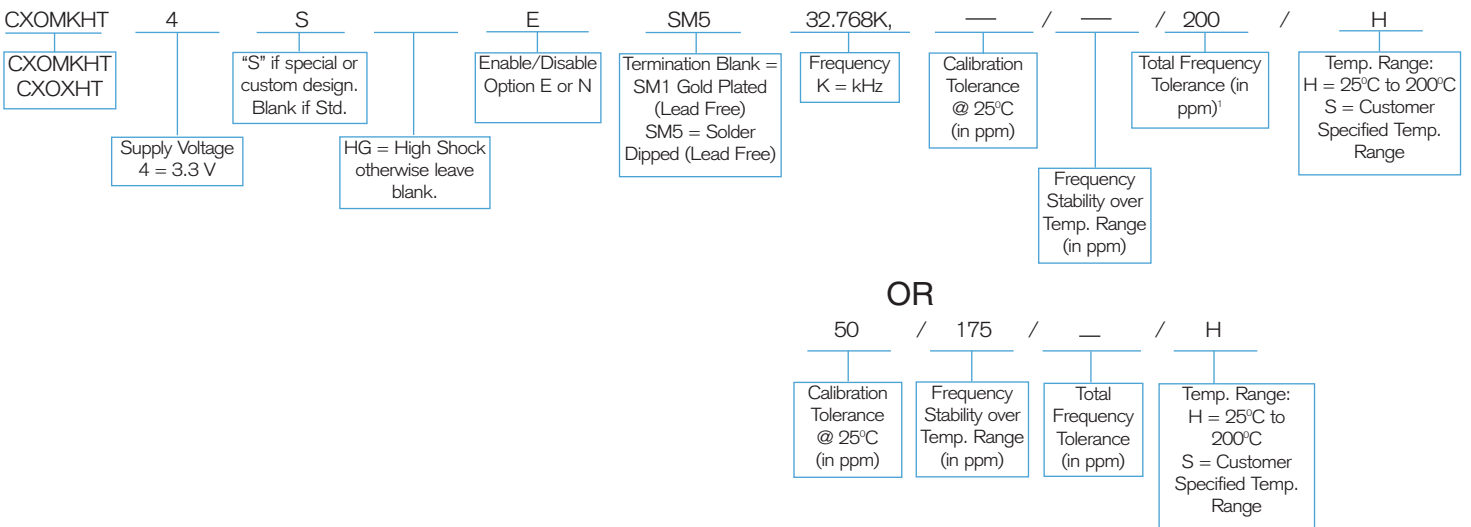 CXOMKHT 4 S E SM5 32.768K, — / — / 200 / H
CXOMKHT
CXOXHT
Supply Voltage
4 = 3.3 V
“S” if special or
custom design.
Blank if Std.
HG = High Shock
otherwise leave
blank.
Enable/Disable
Option E or N
Termination Blank =
SM1 Gold Plated
(Lead Free)
SM5 = Solder
Dipped (Lead Free)
Frequency
K = kHz
Calibration
Tolerance
@ 25ºC
(in ppm)
Frequency
Stability over
Temp. Range
(in ppm)
Total Frequency
Tolerance (in
ppm)¹
Temp. Range:
H = 25ºC to 200ºC
S = Customer
Specified Temp.
Range
OR
50 / 175 / __ / H
Calibration
Tolerance
@ 25ºC
(in ppm)
Frequency
Stability over
Temp. Range
(in ppm)
Total
Frequency
Tolerance
(in ppm)
Temp. Range:
H = 25ºC to
200ºC
S = Customer
Specified Temp.
Range